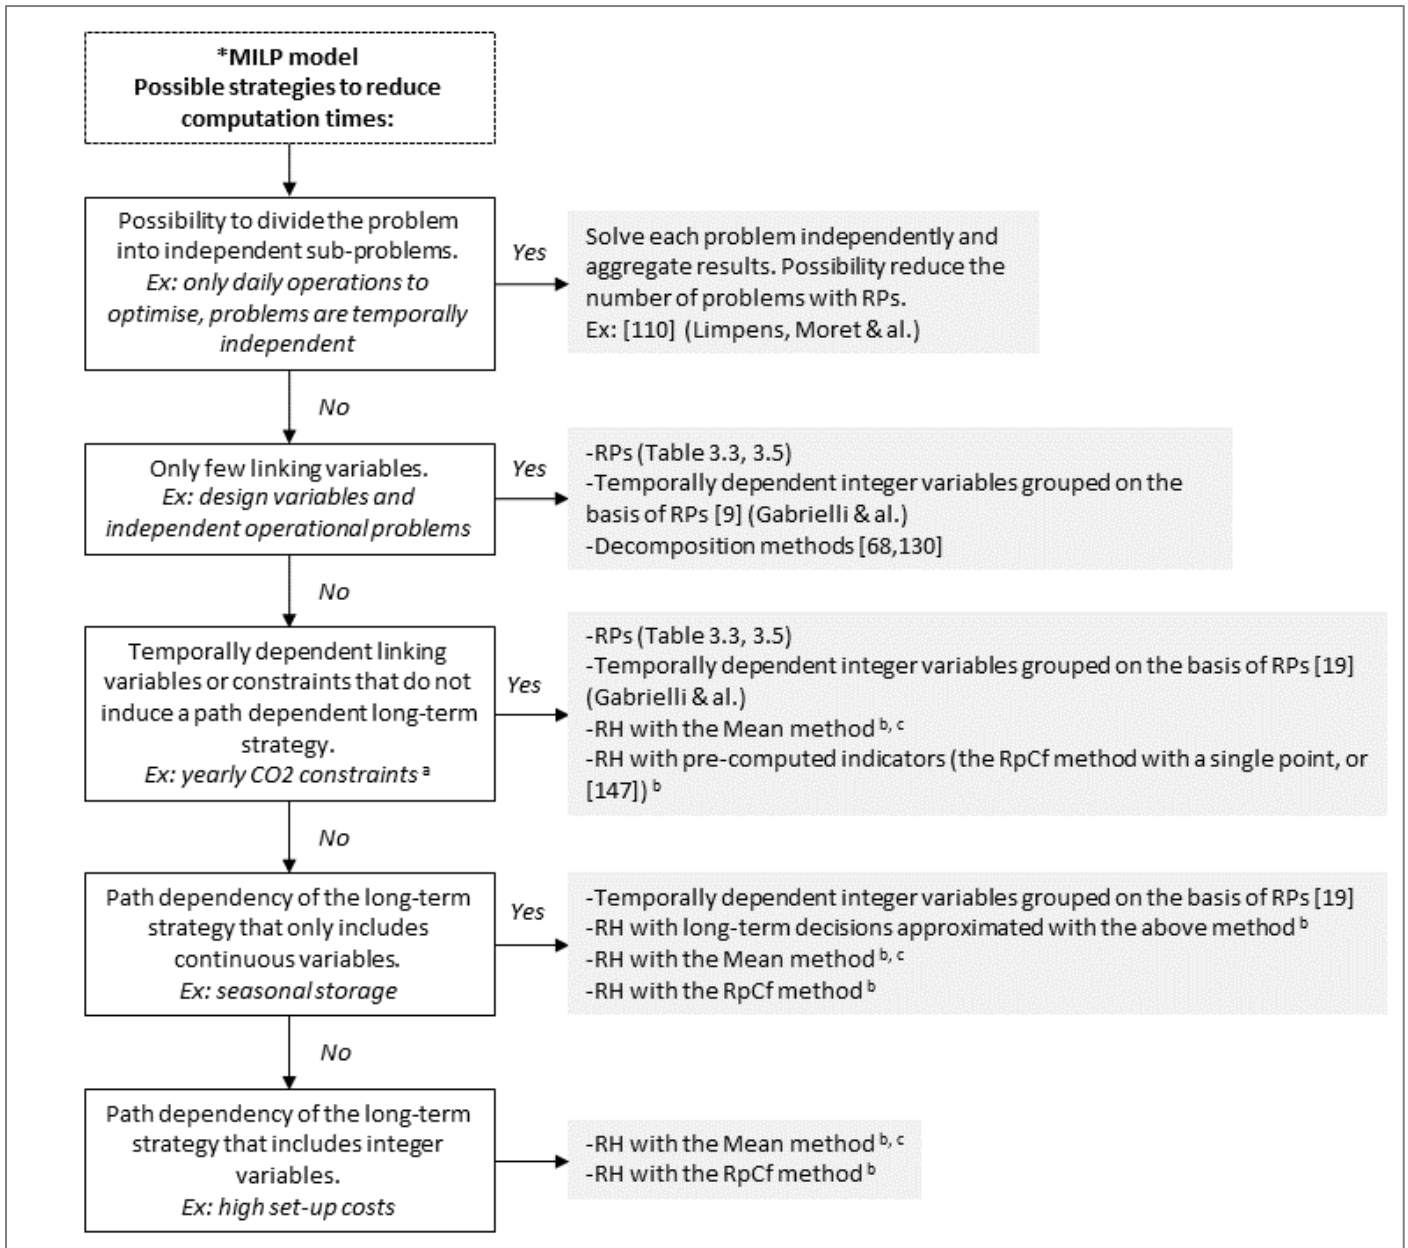 *MILP model
Possible strategies to reduce
computation times:
Possibility to divide the problem
into independent sub-problems.
Ex: only daily operations to
optimise, problems are temporally
independent
Yes
Solve each problem independently and
aggregate results. Possibility reduce the
number of problems with RPs.
Ex: [110] (Limpens, Moret & al.)
No
Only few linking variables.
Ex: design variables and
independent operational problems
Yes
-RPs (Table 3.3, 3.5)
-Temporally dependent integer variables grouped on the
basis of RPs [9] (Gabrielli & al.)
-Decomposition methods [68,130]
No
Temporally dependent linking
variables or constraints that do not
induce a path dependent long-term
strategy.
Ex: yearly CO2 constraints ᵃ
Yes
-RPs (Table 3.3, 3.5)
-Temporally dependent integer variables grouped on the basis of RPs [19]
(Gabrielli & al.)
-RH with the Mean method ᵇ, ᶜ
-RH with pre-computed indicators (the RpCf method with a single point, or
[147]) ᵇ
No
Path dependency of the long-term
strategy that only includes
continuous variables.
Ex: seasonal storage
Yes
-Temporally dependent integer variables grouped on the basis of RPs [19]
-RH with long-term decisions approximated with the above method ᵇ
-RH with the Mean method ᵇ, ᶜ
-RH with the RpCf method ᵇ
No
Path dependency of the long-term
strategy that includes integer
variables.
Ex: high set-up costs
-RH with the Mean method ᵇ, ᶜ
-RH with the RpCf method ᵇ